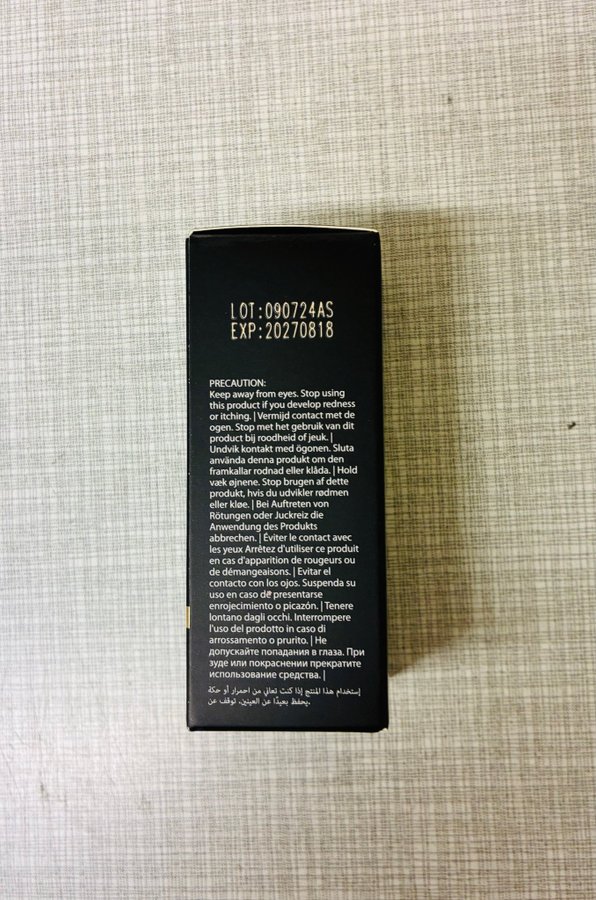 LOT:090724AS
EXP:20270818
PRECAUTION:
Keep away from eyes. Stop using
this product if you develop redness
or itching. | Vermijd contact met de
ogen. Stop met het gebruik van dit
product bij roodheid of jeuk. |
Undvik kontakt med ögonen. Sluta
använda denna produkt om den
framkallar rodnad eller klåda. | Hold
væk øjnene. Stop brugen af dette
produkt, hvis du udvikler rødmen
eller kløe. | Bei Auftreten von
Rötungen oder Juckreiz die
Anwendung des Produkts
abbrechen. | Éviter le contact avec
les yeux Arrêtez d'utiliser ce produit
en cas d'apparition de rougeurs ou
de démangeaisons. | Evitar el
contacto con los ojos. Suspenda su
uso en caso de presentarse
enrojecimiento o picazón. | Tenere
lontano dagli occhi. Interrompere
l'uso del prodotto in caso di
arrossamento o prurito. | Не
допускайте попадания в глаза. При
зуде или покраснении прекратите
использование средства. |
إستخدام هذا المنتج إذا كنت تعاني من احمرار أو حكة
يحفظ بعيدًا عن العينين. توقف عن.